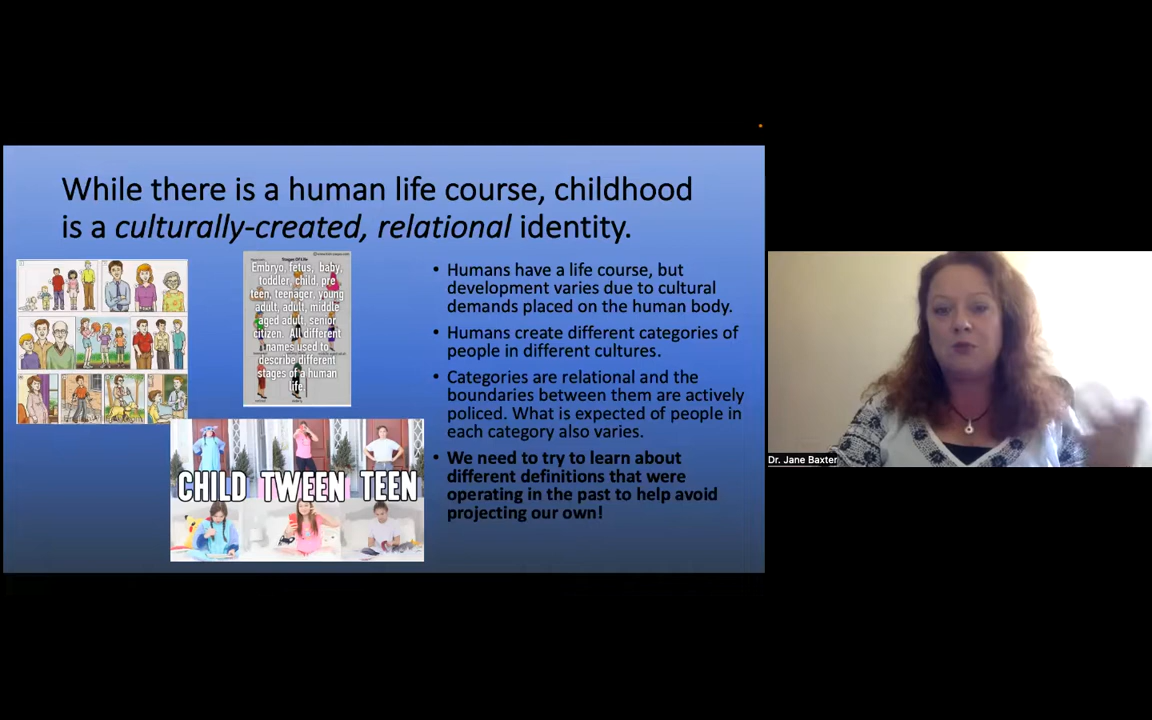 While there is a human life course, childhood
is a culturally-created, relational identity.
Embryo, fetus, baby,
toddler, child, pre
teen, teenager, young
adult, adult, middle
aged adult, senior
citizen. All different
names used to
describe different
stages of a human
life
CHILD TWEEN TEEN
• Humans have a life course, but
development varies due to cultural
demands placed on the human body.
• Humans create different categories of
people in different cultures.
• Categories are relational and the
boundaries between them are actively
policed. What is expected of people in
each category also varies.
• We need to try to learn about
different definitions that were
operating in the past to help avoid
projecting our own!
Dr. Jane Baxter